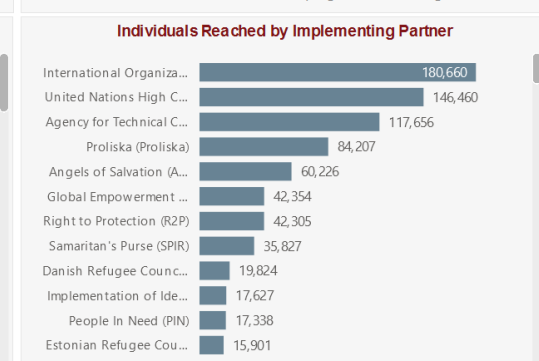 Individuals Reached by Implementing Partner
International Organiza... 180,660
United Nations High C... 146,460
Agency for Technical C... 117,656
Proliska (Proliska) 84,207
Angels of Salvation (A... 60,226
Global Empowerment ... 42,354
Right to Protection (R2P) 42,305
Samaritan's Purse (SPIR) 35,827
Danish Refugee Counc... 19,824
Implementation of Ide... 17,627
People In Need (PIN) 17,338
Estonian Refugee Cou... 15,901